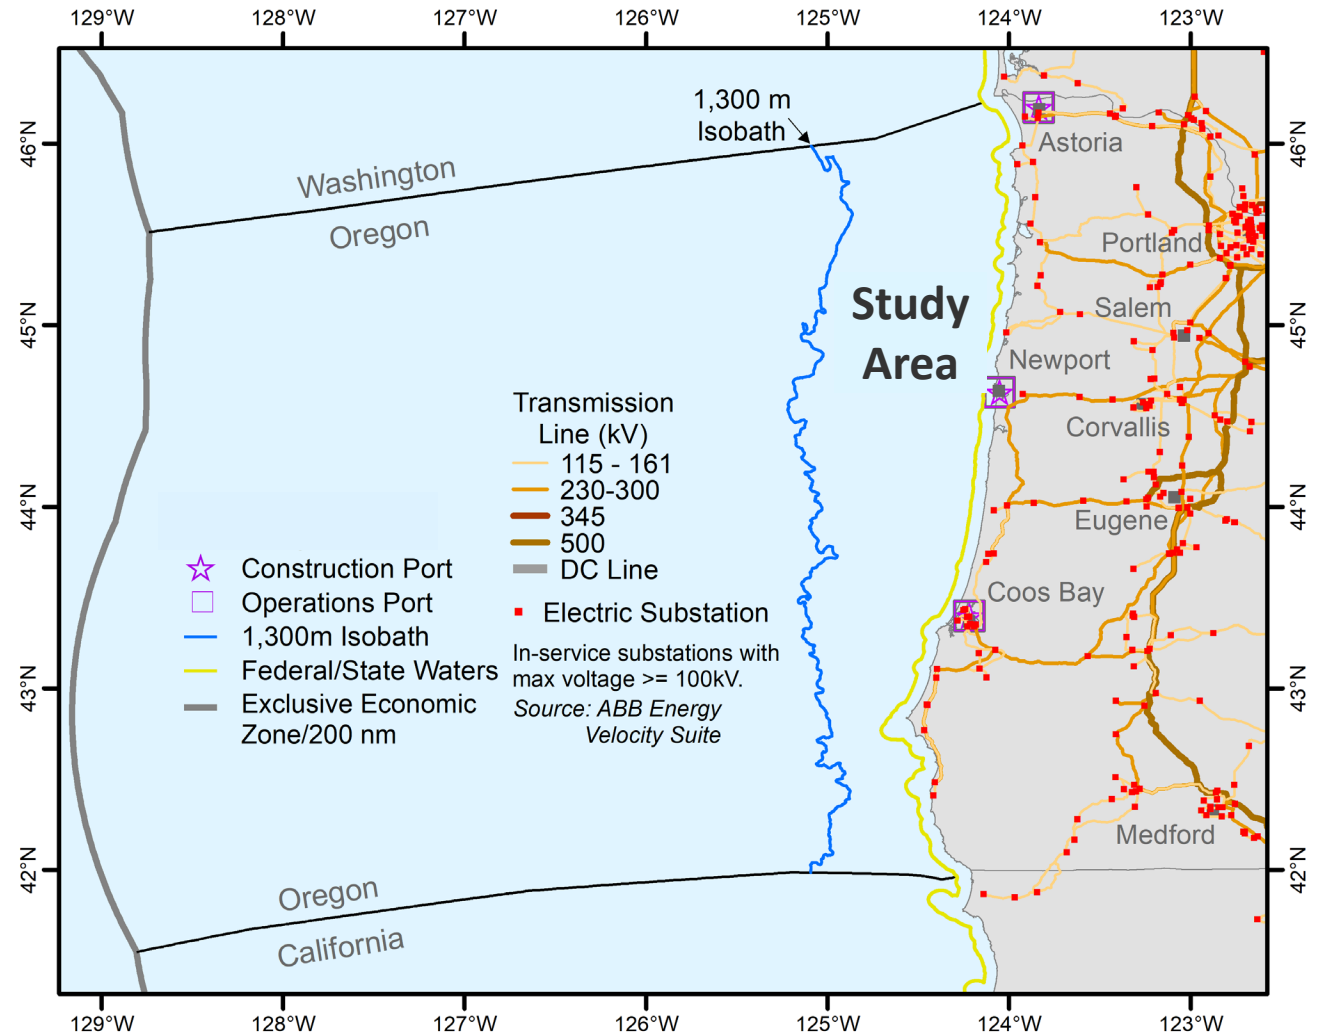 129°W 128°W 127°W 126°W 125°W 124°W 123°W
1,300 m
Isobath
46°N
46°N
Astoria
Washington
Oregon
Portland
Study
Area
Salem
45°N
45°N
Newport
Transmission
Line (kV)
115 - 161
230-300
345
500
DC Line
Electric Substation
In-service substations with
max voltage >= 100kV.
Source: ABB Energy
Velocity Suite
Corvallis
44°N
44°N
Eugene
Construction Port
Operations Port
1,300m Isobath
Federal/State Waters
Exclusive Economic
Zone/200 nm
Coos Bay
43°N
43°N
Medford
42°N
42°N
Oregon
California
129°W 128°W 127°W 126°W 125°W 124°W 123°W